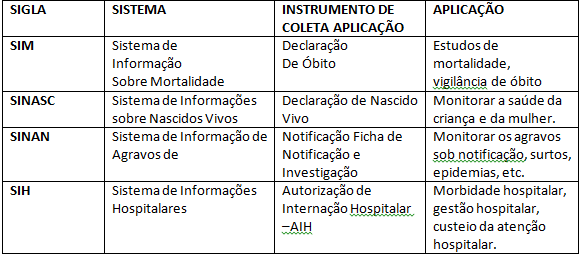 SIGLA
SISTEMA
INSTRUMENTO DE
COLETA APLICAÇÃO
APLICAÇÃO
SIM
Sistema de
Informação
Sobre Mortalidade
Declaração
De Óbito
Estudos de
mortalidade,
vigilância de óbito
SINASC
Sistema de Informações
sobre Nascidos Vivos
Declaração de Nascido
Vivo
Monitorar a saúde da
criança e da mulher.
SINAN
Sistema de Informação de
Agravos de
Notificação Ficha de
Notificação e
Investigação
Monitorar os agravos
sob notificação, surtos,
epidemias, etc.
SIH
Sistema de Informações
Hospitalares
Autorização de
Internação Hospitalar
–AIH
Morbidade hospitalar,
gestão hospitalar,
custeio da atenção
hospitalar.